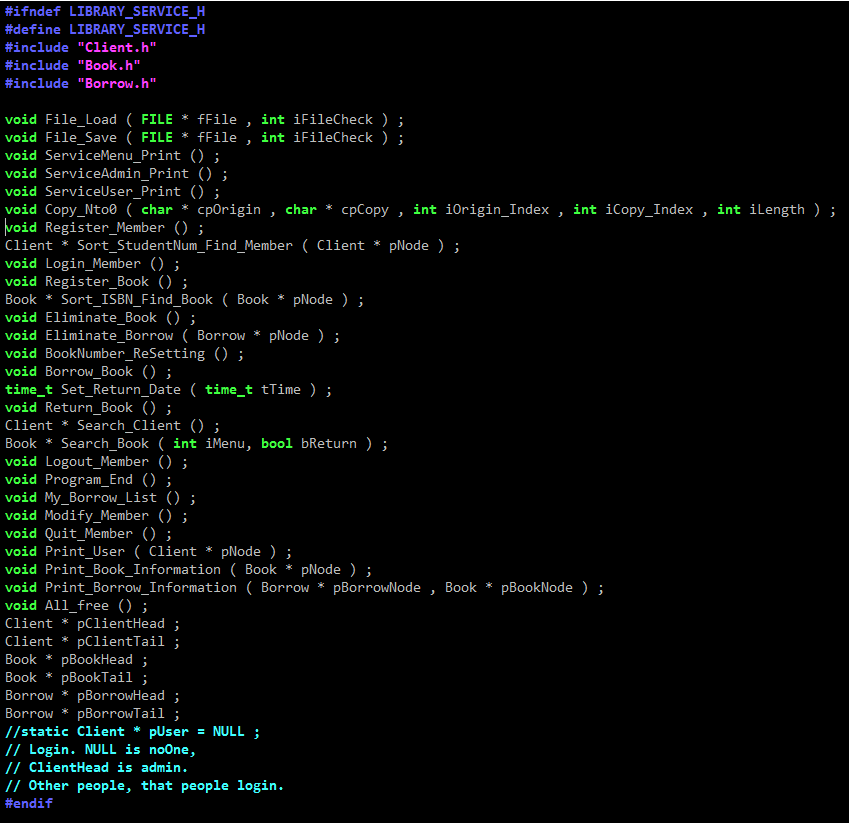 #ifndef LIBRARY_SERVICE_H
#define LIBRARY_SERVICE_H
#include "Client.h"
#include "Book.h"
#include "Borrow.h"

void File_Load ( FILE * fFile , int iFileCheck ) ;
void File_Save ( FILE * fFile , int iFileCheck ) ;
void ServiceMenu_Print () ;
void ServiceAdmin_Print () ;
void ServiceUser_Print () ;
void Copy_Nto0 ( char * cpOrigin , char * cpCopy , int iOrigin_Index , int iCopy_Index , int iLength ) ;
void Register_Member () ;
Client * Sort_StudentNum_Find_Member ( Client * pNode ) ;
void Login_Member () ;
void Register_Book () ;
Book * Sort_ISBN_Find_Book ( Book * pNode ) ;
void Eliminate_Book () ;
void Eliminate_Borrow ( Borrow * pNode ) ;
void BookNumber_ReSetting () ;
void Borrow_Book () ;
time_t Set_Return_Date ( time_t tTime ) ;
void Return_Book () ;
Client * Search_Client () ;
Book * Search_Book ( int iMenu, bool bReturn ) ;
void Logout_Member () ;
void Program_End () ;
void My_Borrow_List () ;
void Modify_Member () ;
void Quit_Member () ;
void Print_User ( Client * pNode ) ;
void Print_Book_Information ( Book * pNode ) ;
void Print_Borrow_Information ( Borrow * pBorrowNode , Book * pBookNode ) ;
void All_free () ;
Client * pClientHead ;
Client * pClientTail ;
Book * pBookHead ;
Book * pBookTail ;
Borrow * pBorrowHead ;
Borrow * pBorrowTail ;
//static Client * pUser = NULL ;
// Login. NULL is noOne,
// ClientHead is admin.
// Other people, that people login.
#endif